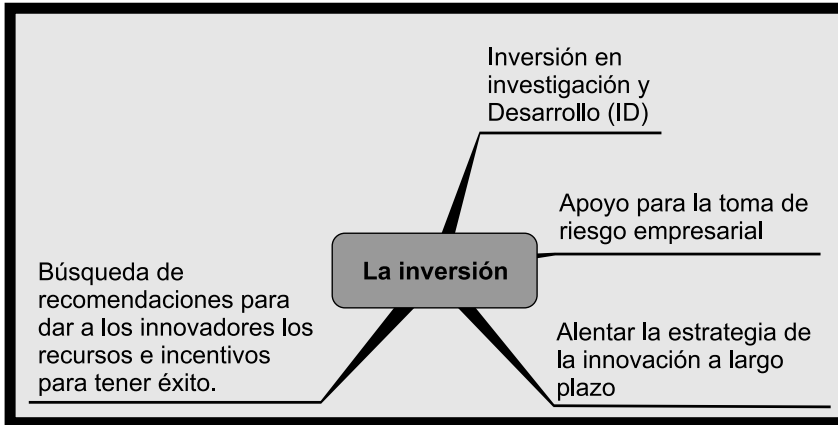 Inversión en
investigación y
Desarrollo (ID)
Apoyo para la toma de
riesgo empresarial
La inversión
Búsqueda de
recomendaciones para
dar a los innovadores los
recursos e incentivos
para tener éxito.
Alentar la estrategia de
la innovación a largo
plazo